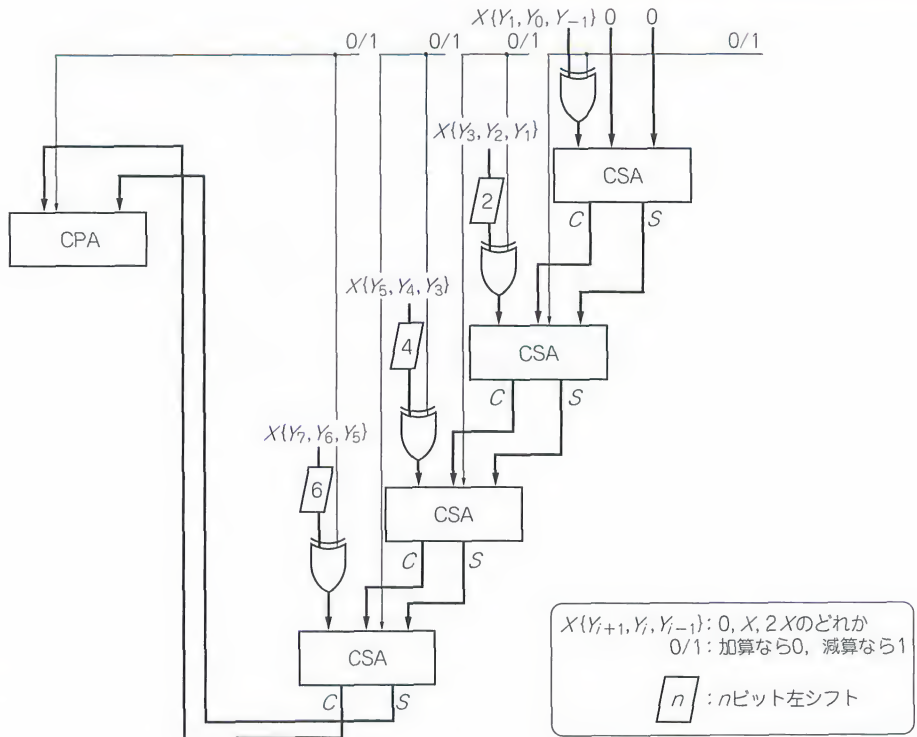 X{Y₁, Y₀, Y₋₁} 0 0
0/1 0/1 0/1 0/1
X{Y₃, Y₂, Y₁}
CSA
2
C S
CPA
X{Y₅, Y₄, Y₃}
4
CSA
C S
X{Y₇, Y₆, Y₅}
6
CSA
C S
CSA
C S
X{Yᵢ₊₁, Yᵢ, Yᵢ₋₁}: 0, X, 2Xのどれか
0/1: 加算なら0, 減算なら1
n : nビット左シフト